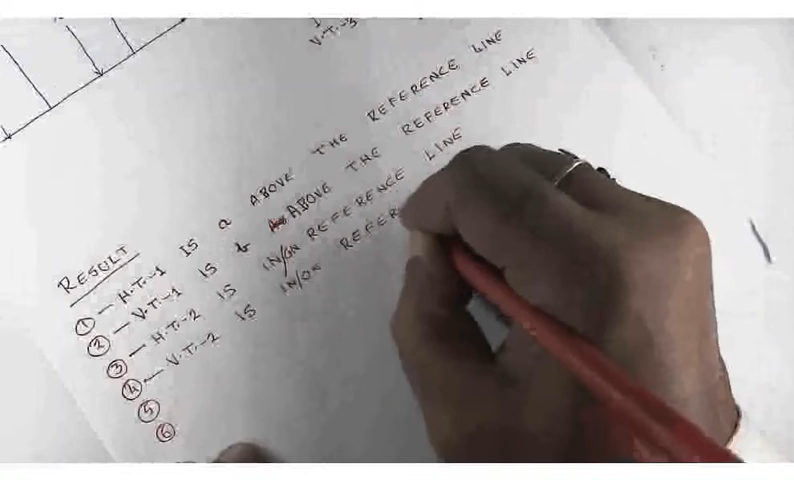 V.T.-3
RESULT
① — H.T.-1 IS a ABOVE THE REFERENCE LINE
② — V.T.-1 IS b ABOVE THE REFERENCE LINE
③ — H.T.-2 IS IN/ON REFERENCE LINE
④ — V.T.-2 IS IN/ON REFER
⑤
⑥